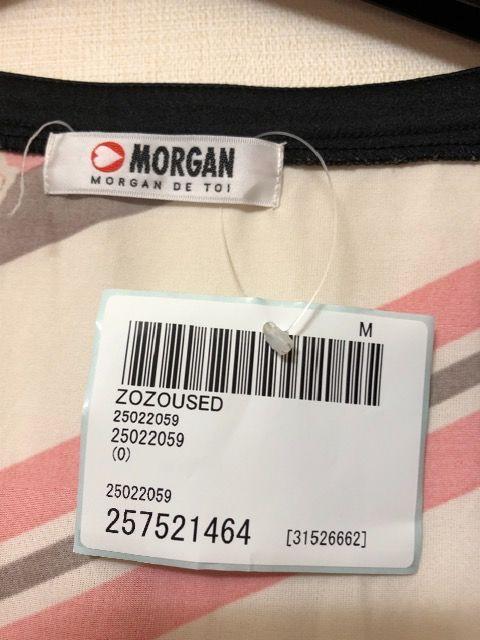 MORGAN
MORGAN DE TOI
M
ZOZOUSED
25022059
25022059
(0)
25022059
257521464 [31526662]